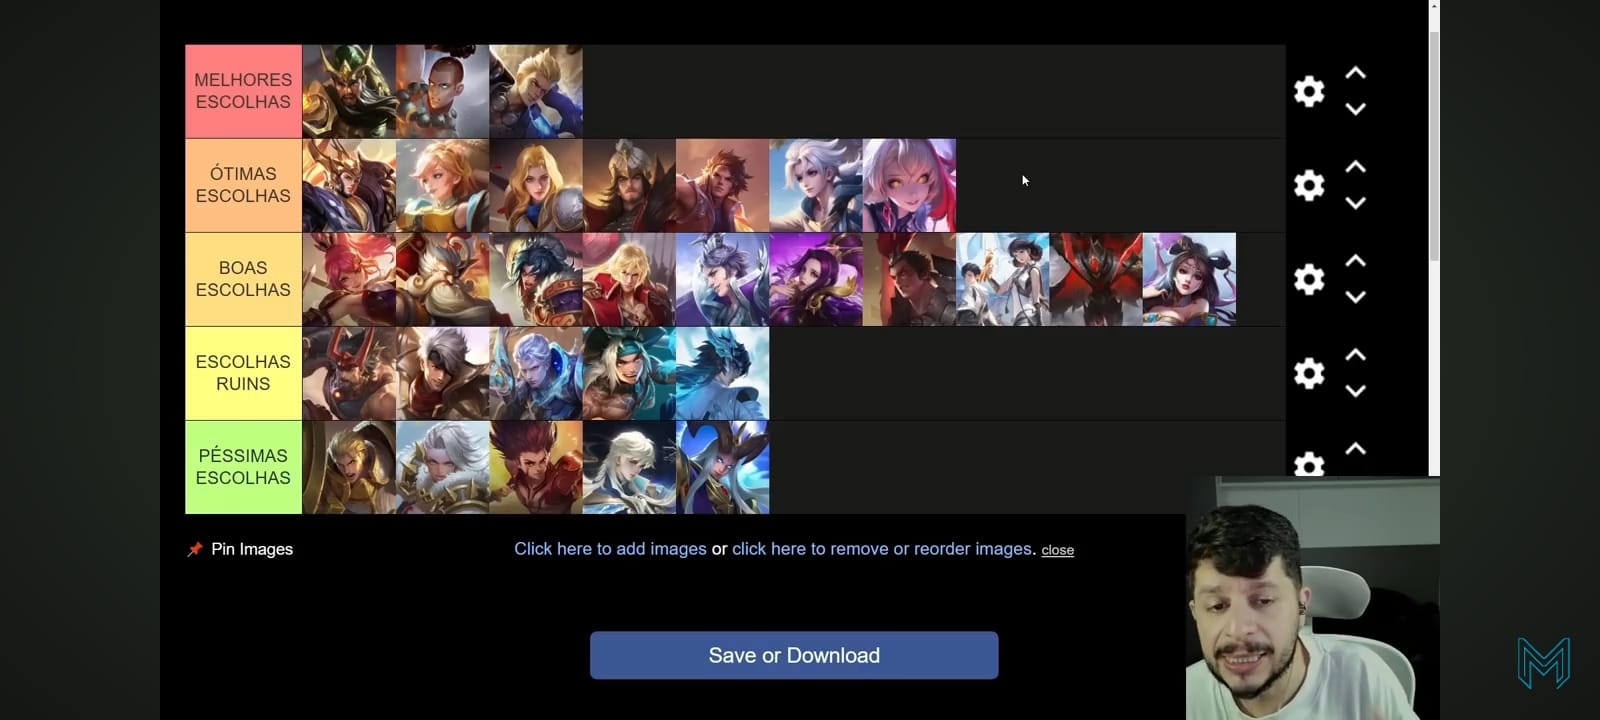 MELHORES
ESCOLHAS
ÓTIMAS
ESCOLHAS
BOAS
ESCOLHAS
ESCOLHAS
RUINS
PÉSSIMAS
ESCOLHAS
Pin Images
Click here to add images or click here to remove or reorder images. close
Save or Download